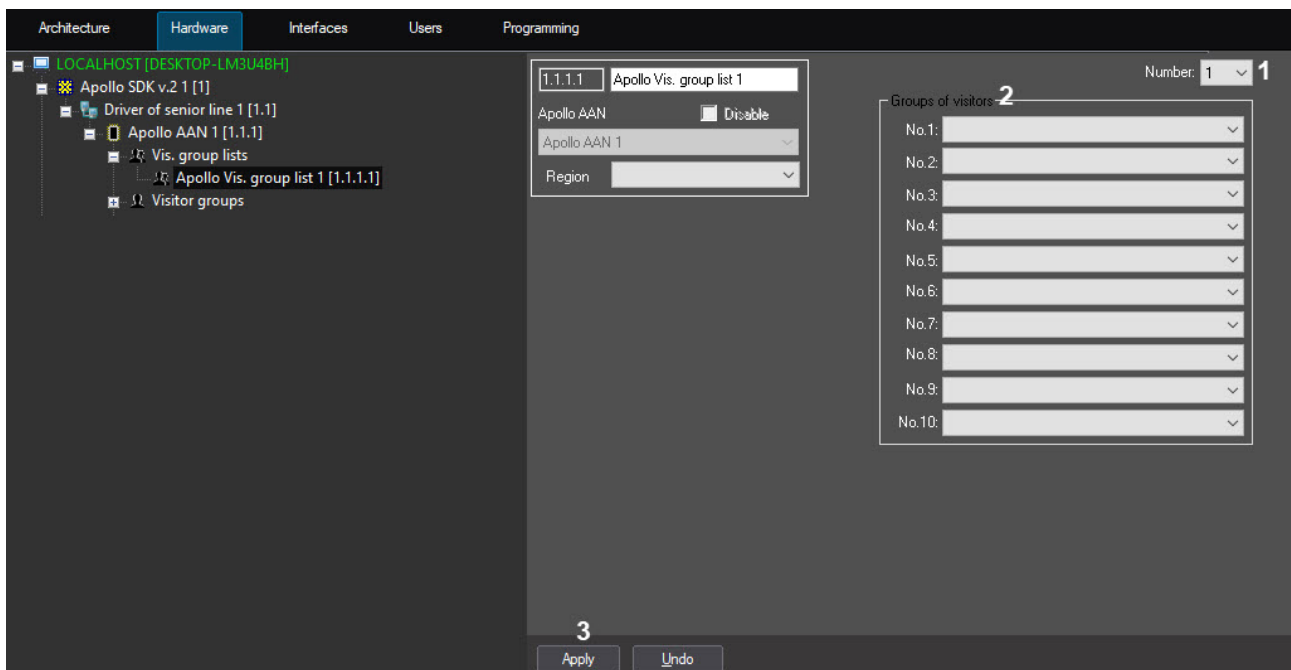 Architecture Hardware Interfaces Users Programming
LOCALHOST [DESKTOP-LM3U4BH]
Apollo SDK v.2 1 [1]
Driver of senior line 1 [1.1]
Apollo AAN 1 [1.1.1]
Vis. group lists
Apollo Vis. group list 1 [1.1.1.1]
Visitor groups
1.1.1.1 Apollo Vis. group list 1
Apollo AAN Disable
Apollo AAN 1
Region
Number: 1 1
Groups of visitors 2
No.1:
No.2:
No.3:
No.4:
No.5:
No.6:
No.7:
No.8:
No.9:
No.10:
3
Apply Undo